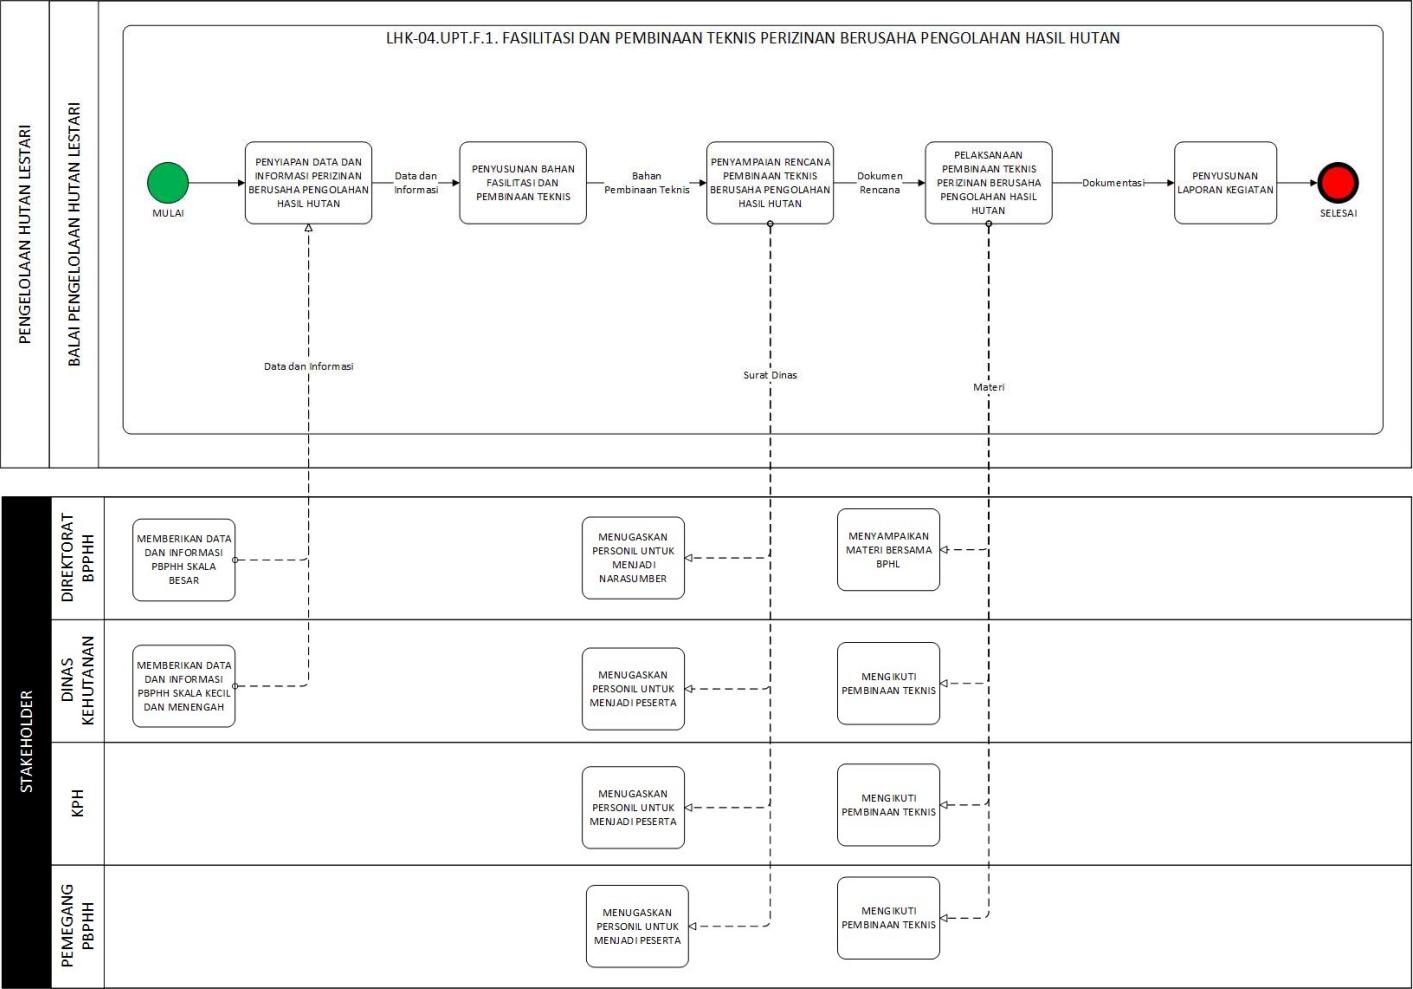 LHK-04.UPT.F.1. FASILITASI DAN PEMBINAAN TEKNIS PERIZINAN BERUSAHA PENGOLAHAN HASIL HUTAN
PENGELOLAAN HUTAN LESTARI
BALAI PENGELOLAAN HUTAN LESTARI
MULAI
PENYIAPAN DATA DAN
INFORMASI PERIZINAN
BERUSAHA PENGOLAHAN
HASIL HUTAN
Data dan
Informasi
PENYUSUNAN BAHAN
FASILITASI DAN
PEMBINAAN TEKNIS
Bahan
Pembinaan Teknis
PENYAMPAIAN RENCANA
PEMBINAAN TEKNIS
BERUSAHA PENGOLAHAN
HASIL HUTAN
Dokumen
Rencana
PELAKSANAAN
PEMBINAAN TEKNIS
PERIZINAN BERUSAHA
PENGOLAHAN HASIL
HUTAN
Dokumentasi
PENYUSUNAN
LAPORAN KEGIATAN
SELESAI
Data dan Informasi
Surat Dinas
Materi
STAKEHOLDER
DIREKTORAT
BPPHH
MEMBERIKAN DATA
DAN INFORMASI
PBPHH SKALA
BESAR
MENUGASKAN
PERSONIL UNTUK
MENJADI
NARASUMBER
MENYAMPAIKAN
MATERI BERSAMA
BPHL
DINAS
KEHUTANAN
MEMBERIKAN DATA
DAN INFORMASI
PBPHH SKALA KECIL
DAN MENENGAH
MENUGASKAN
PERSONIL UNTUK
MENJADI PESERTA
MENGIKUTI
PEMBINAAN TEKNIS
KPH
MENUGASKAN
PERSONIL UNTUK
MENJADI PESERTA
MENGIKUTI
PEMBINAAN TEKNIS
PEMEGANG
PBPHH
MENUGASKAN
PERSONIL UNTUK
MENJADI PESERTA
MENGIKUTI
PEMBINAAN TEKNIS